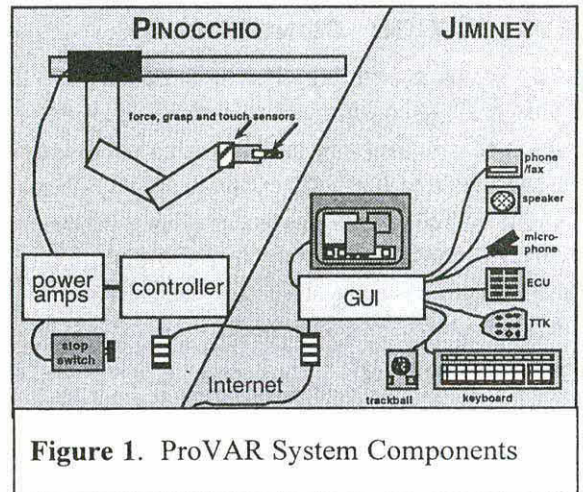 PINOCCHIO
JIMINEY
force, grasp and touch sensors
phone
/fax
speaker
micro-
phone
ECU
TTK
power
amps
controller
GUI
stop
switch
Internet
trackball
keyboard
Figure 1. ProVAR System Components